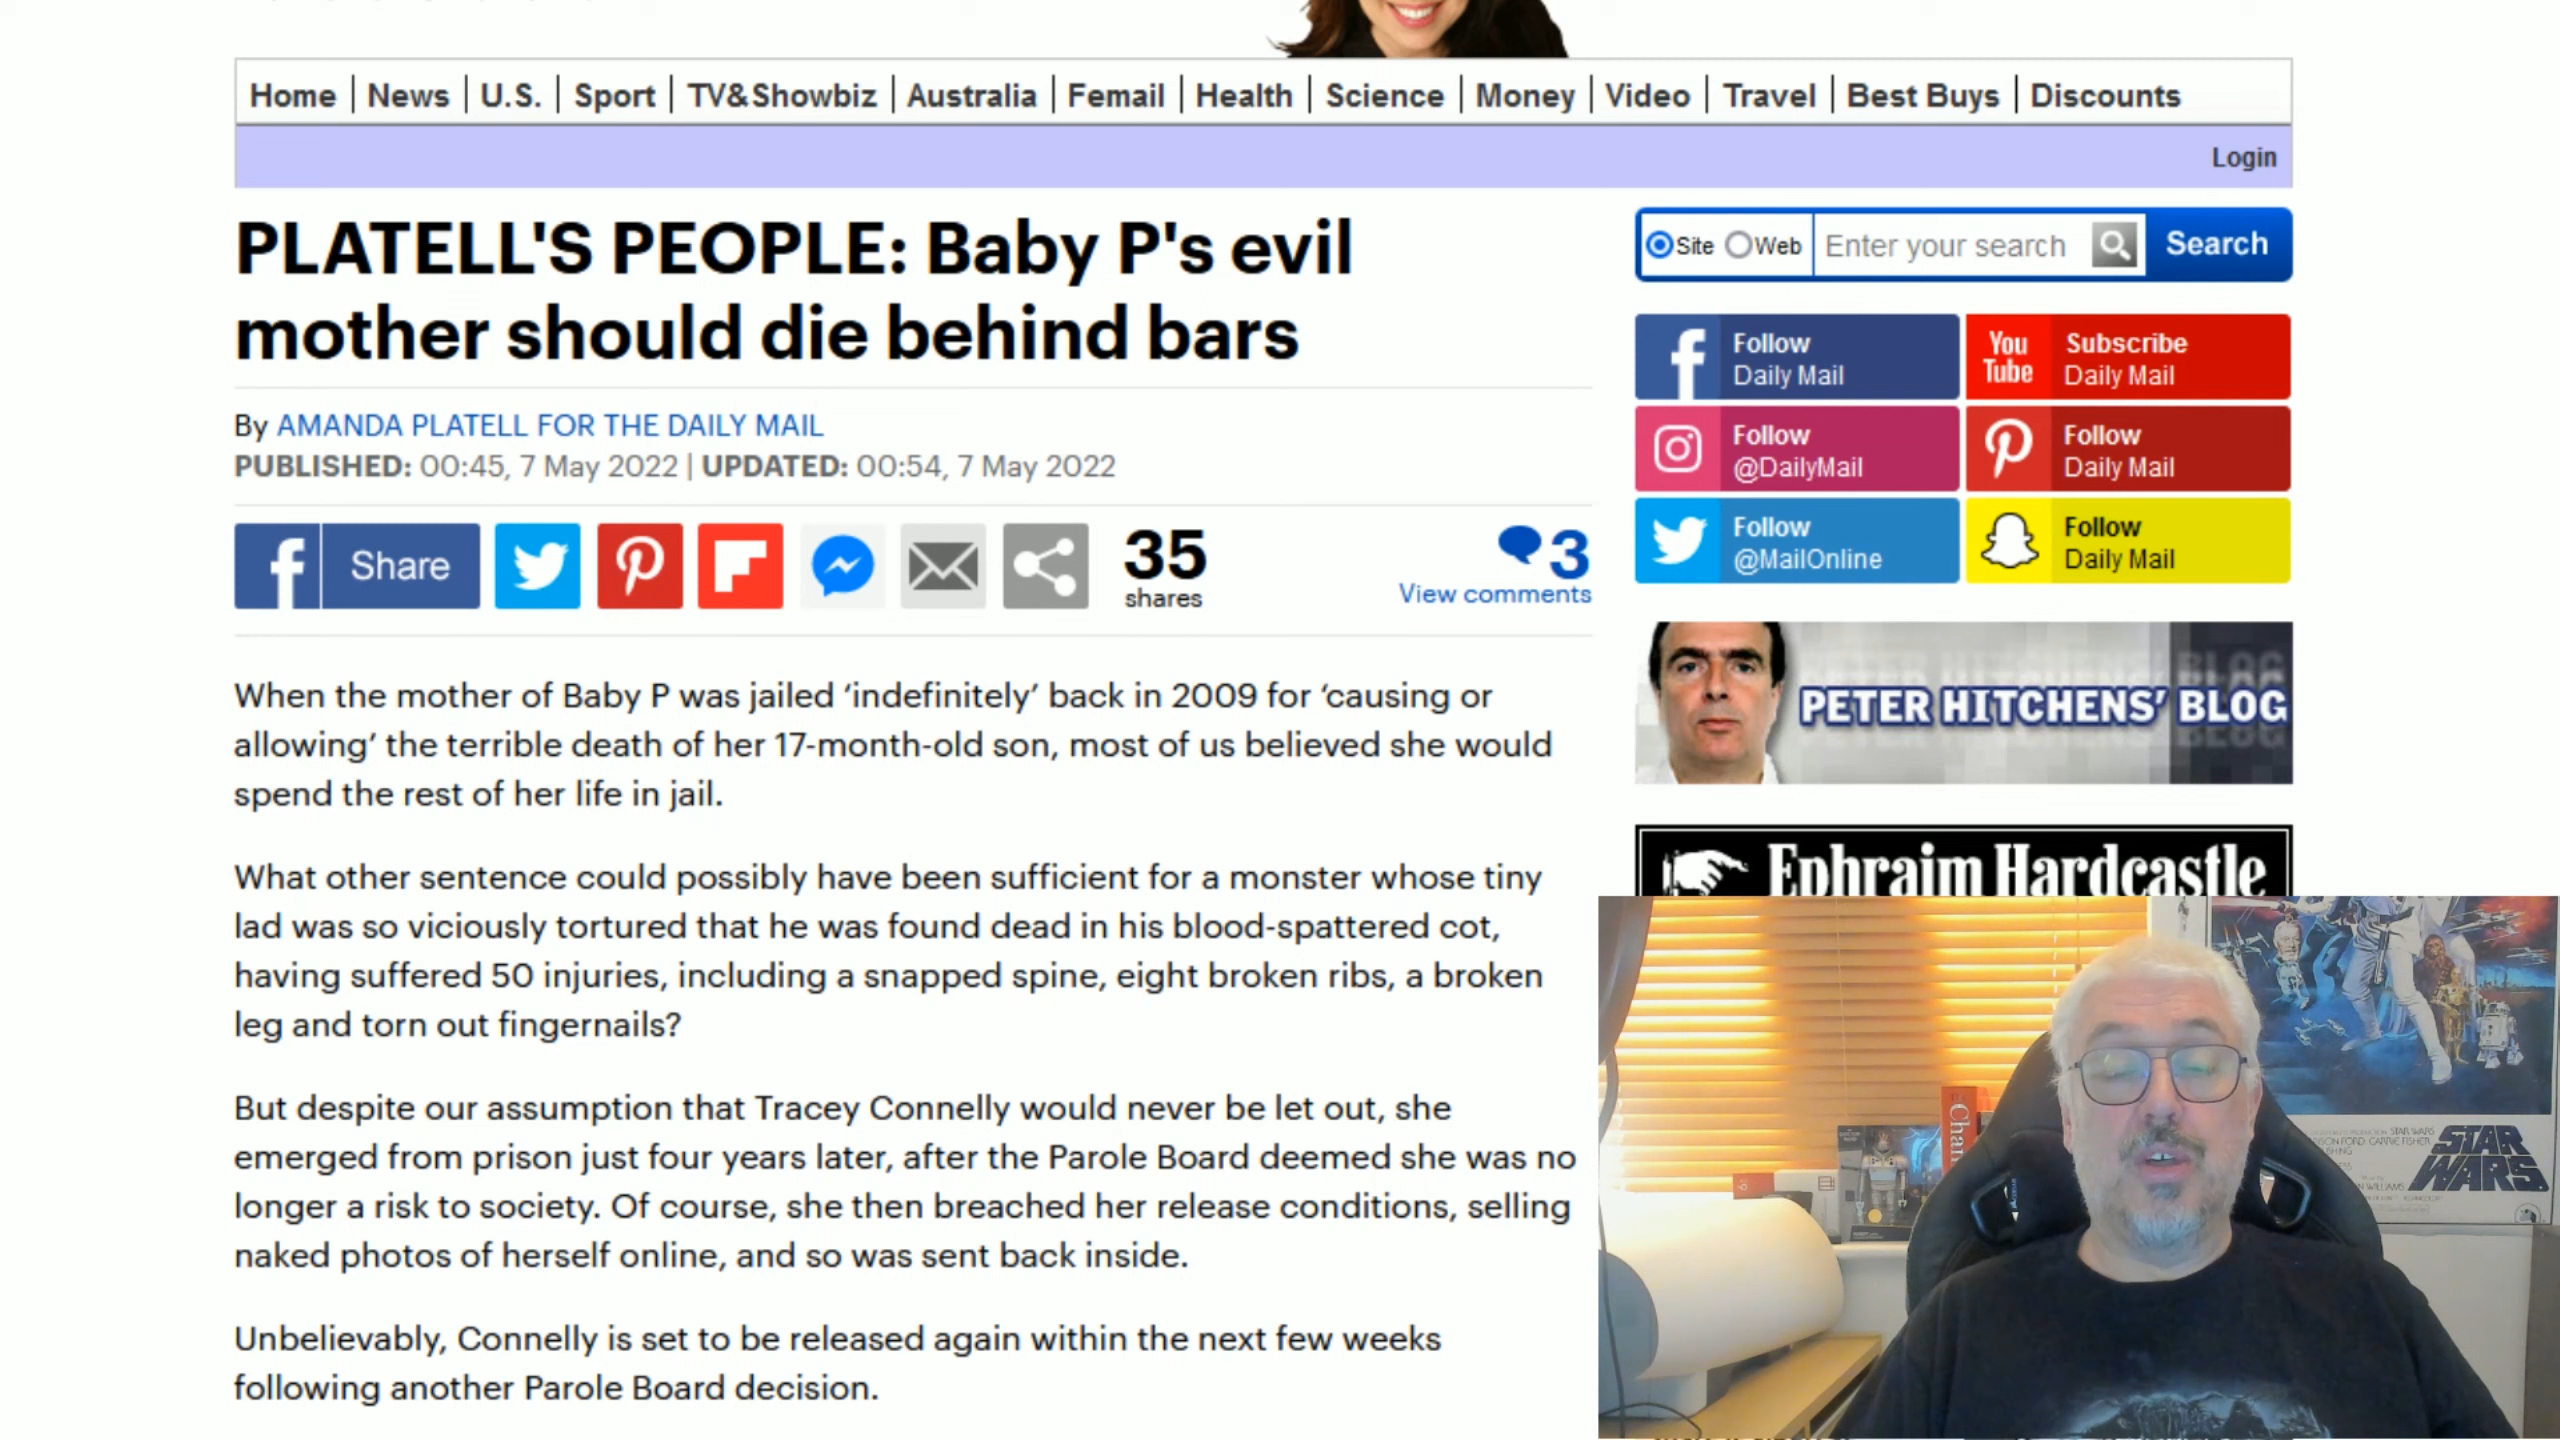 Home | News | U.S. | Sport | TV&Showbiz | Australia | Femail | Health | Science | Money | Video | Travel | Best Buys | Discounts
Login
PLATELL'S PEOPLE: Baby P's evil
mother should die behind bars
By AMANDA PLATELL FOR THE DAILY MAIL
PUBLISHED: 00:45, 7 May 2022 | UPDATED: 00:54, 7 May 2022
Share
35
shares
3
View comments
When the mother of Baby P was jailed ‘indefinitely’ back in 2009 for ‘causing or
allowing’ the terrible death of her 17-month-old son, most of us believed she would
spend the rest of her life in jail.
What other sentence could possibly have been sufficient for a monster whose tiny
lad was so viciously tortured that he was found dead in his blood-spattered cot,
having suffered 50 injuries, including a snapped spine, eight broken ribs, a broken
leg and torn out fingernails?
But despite our assumption that Tracey Connelly would never be let out, she
emerged from prison just four years later, after the Parole Board deemed she was no
longer a risk to society. Of course, she then breached her release conditions, selling
naked photos of herself online, and so was sent back inside.
Unbelievably, Connelly is set to be released again within the next few weeks
following another Parole Board decision.
Site Web Enter your search Search
Follow
Daily Mail
You
Tube
Subscribe
Daily Mail
Follow
@DailyMail
Follow
Daily Mail
Follow
@MailOnline
Follow
Daily Mail
PETER HITCHENS' BLOG
Ephraim Hardcastle
STAR
WARS